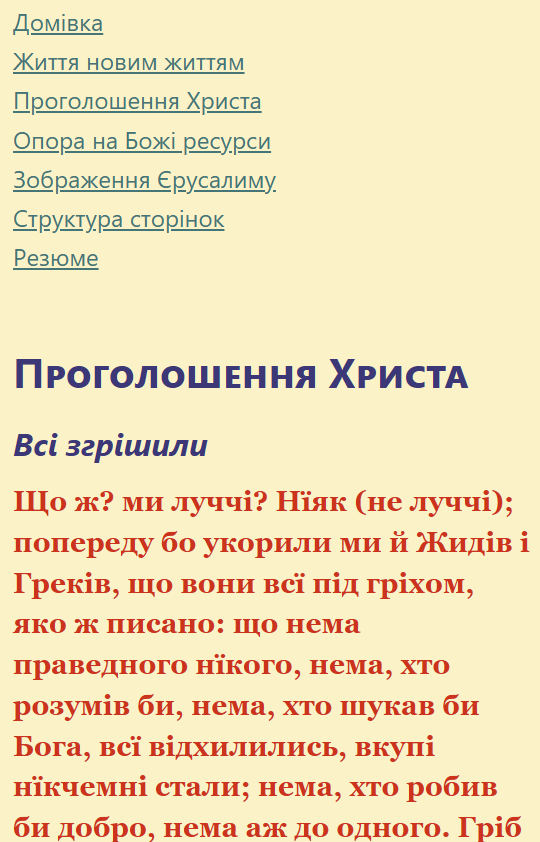 Домівка
Життя новим життям
Проголошення Христа
Опора на Божі ресурси
Зображення Єрусалиму
Структура сторінок
Резюме
Проголошення Христа
Всі згрішили
Що ж? ми луччі? Нїяк (не луччі);
попереду бо укорили ми й Жидів і
Греків, що вони всї під гріхом,
яко ж писано: що нема
праведного нїкого, нема, хто
розумів би, нема, хто шукав би
Бога, всї відхилились, вкупі
нїкчемні стали; нема, хто робив
би добро, нема аж до одного. Гріб